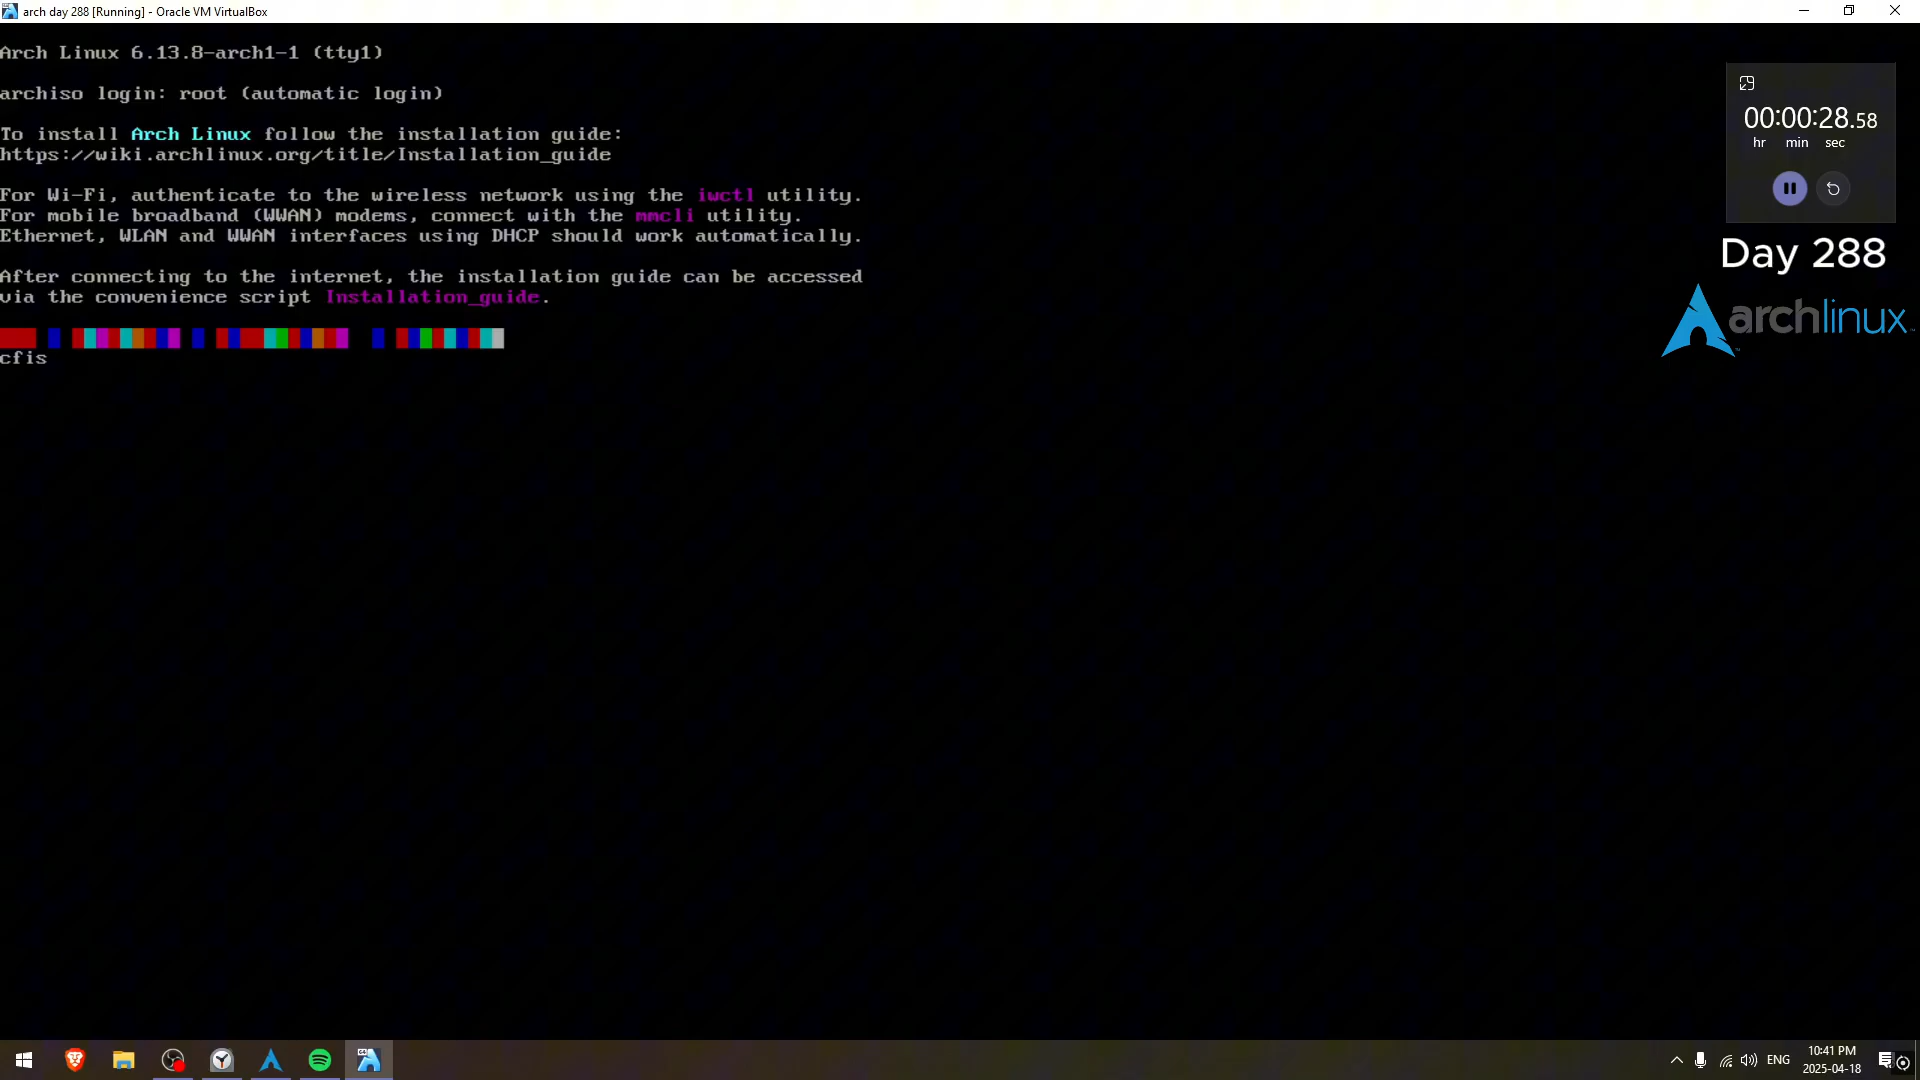 arch day 288 [Running] - Oracle VM VirtualBox
Arch Linux 6.13.8-arch1-1 (tty1)
archiso login: root (automatic login)
To install Arch Linux follow the installation guide:
https://wiki.archlinux.org/title/Installation_guide
For Wi-Fi, authenticate to the wireless network using the iwctl utility.
For mobile broadband (WWAN) modems, connect with the mmcli utility.
Ethernet, WLAN and WWAN interfaces using DHCP should work automatically.
After connecting to the internet, the installation guide can be accessed
via the convenience script Installation_guide.
cfis
00:00:28.58
hr min sec
Day 288
archlinux
ENG
10:41 PM
2025-04-18